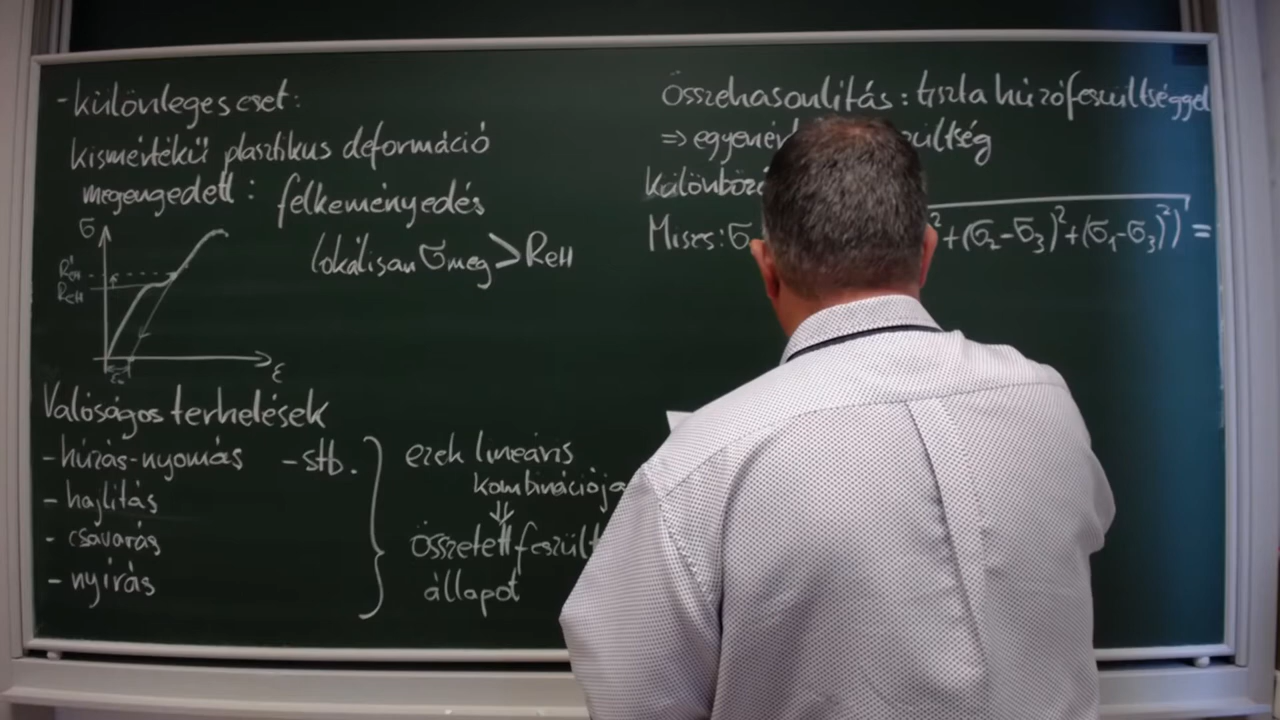 - különleges eset:
kismértékű plasztikus deformáció
megengedett: felkeményedés
lokálisan σmeg > ReH
σ
R'eH
ReH
ε
Valóságos terhelések
- húzás-nyomás - stb.
- hajlítás
- csavarás
- nyírás
ezek lineáris
kombinációja
⇓
összetett feszült
állapot
Összehasonlítás: tiszta húzófeszültséggel
⇒ egyenér ültség
Különböző
Mises: σ ²+(σ2-σ3)²+(σ1-σ3)²) =